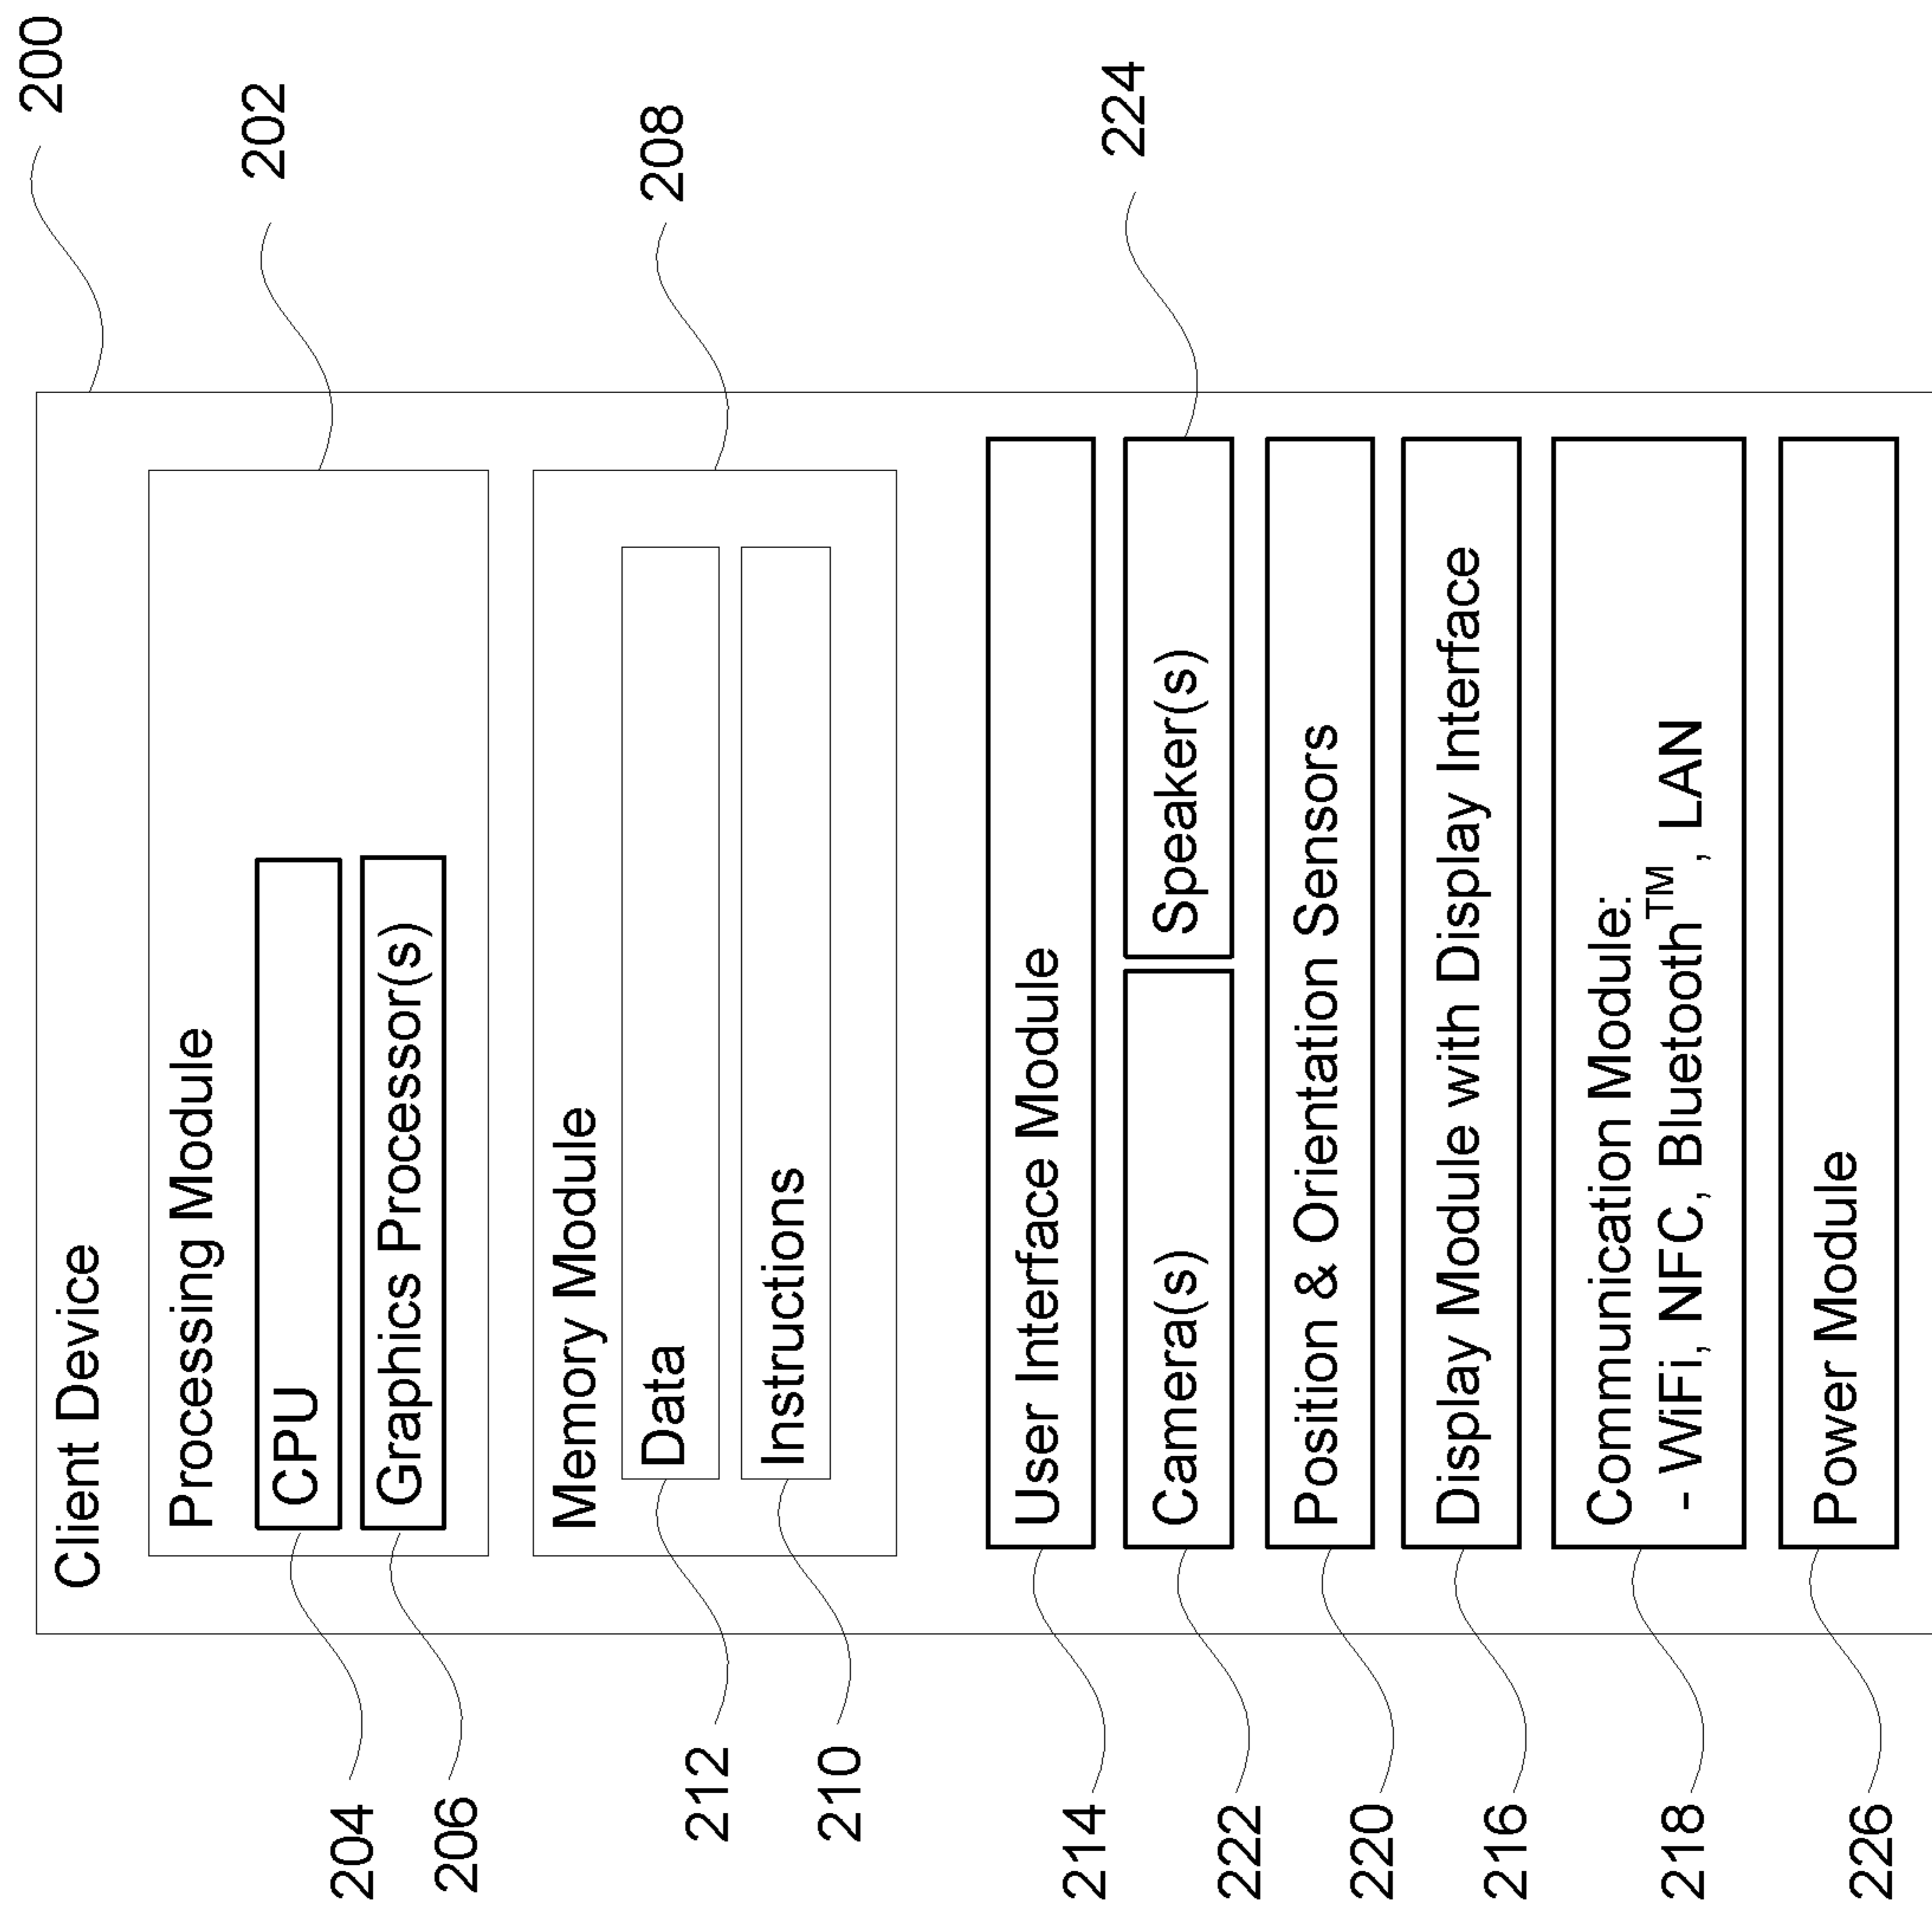 200
Client Device
202
Processing Module
204
CPU
206
Graphics Processor(s)
208
Memory Module
212
Data
210
Instructions
214
User Interface Module
222
Camera(s)
Speaker(s)
224
220
Position & Orientation Sensors
216
Display Module with Display Interface
218
Communication Module:
- WiFi, NFC, Bluetooth™, LAN
226
Power Module